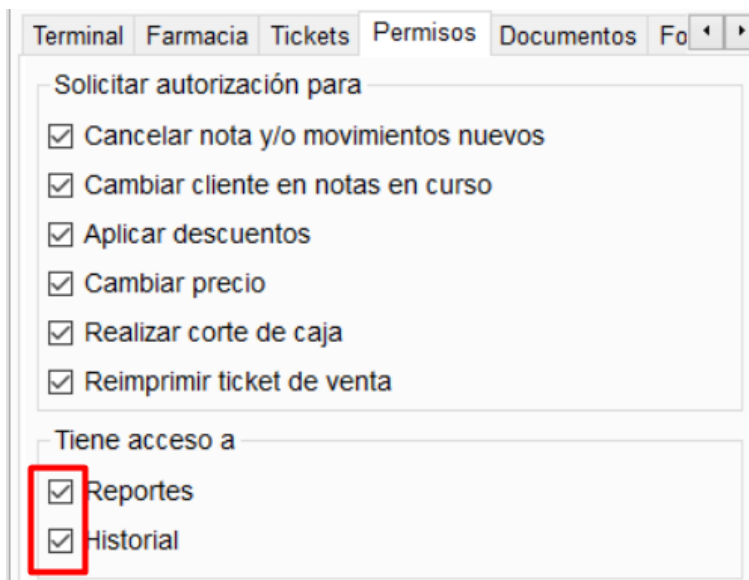 Terminal Farmacia Tickets Permisos Documentos Fo
Solicitar autorización para
Cancelar nota y/o movimientos nuevos
Cambiar cliente en notas en curso
Aplicar descuentos
Cambiar precio
Realizar corte de caja
Reimprimir ticket de venta
Tiene acceso a
Reportes
Historial